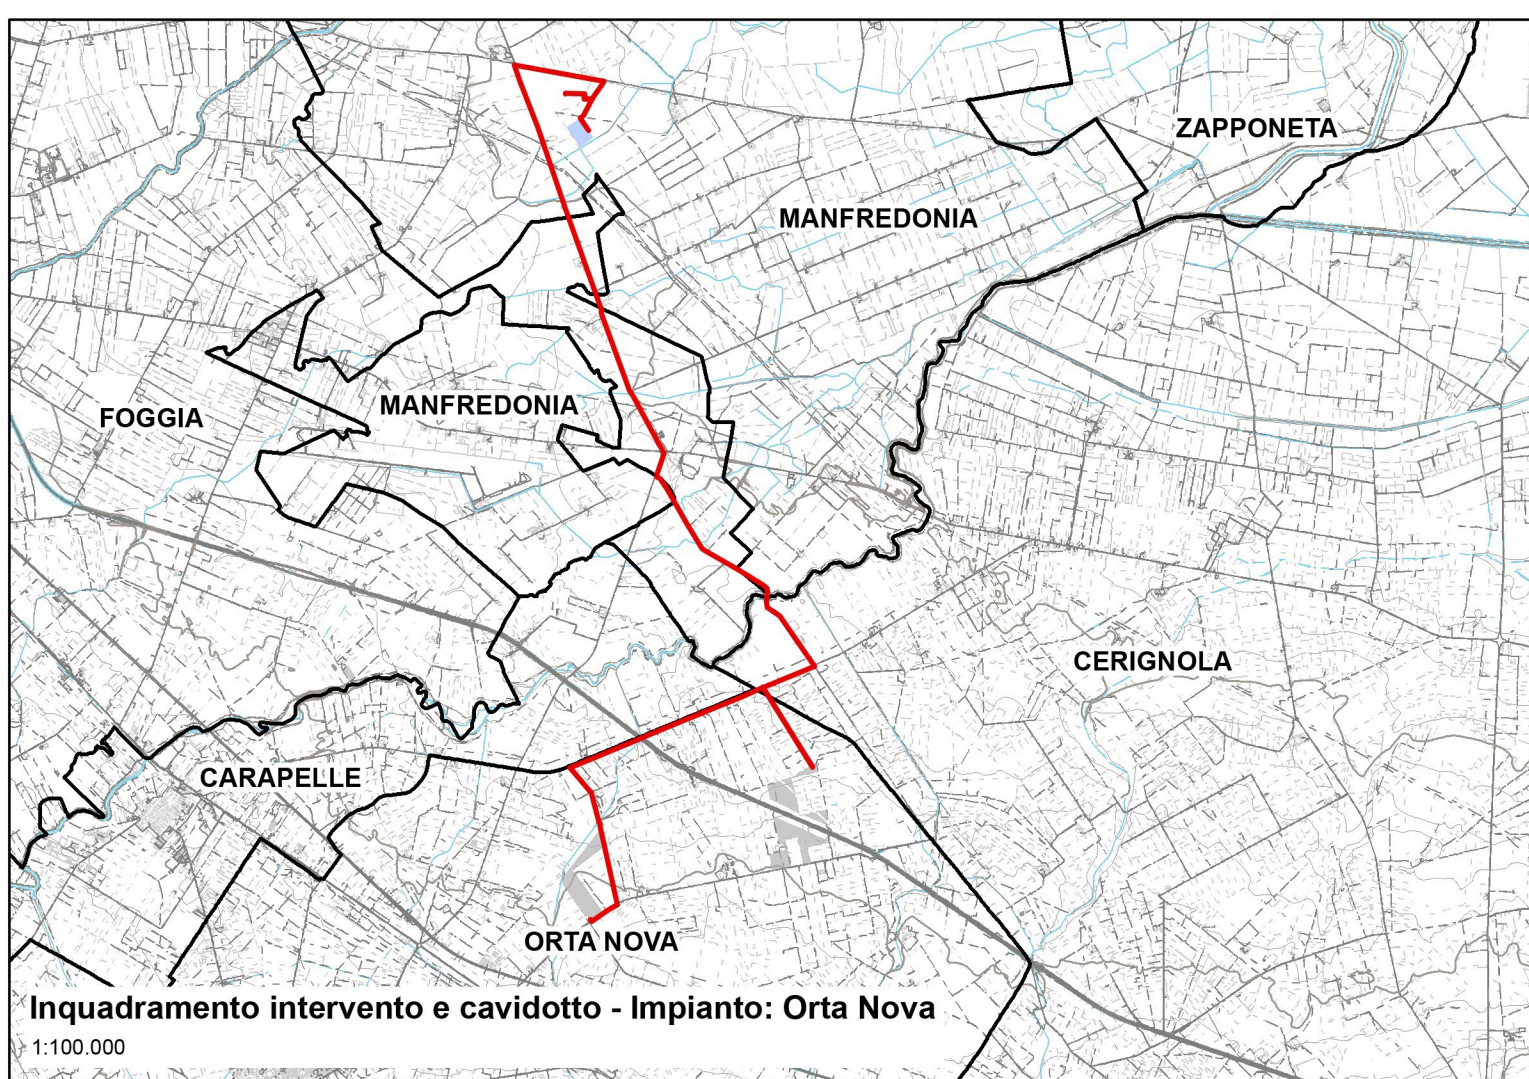 ZAPPONETA
MANFREDONIA
MANFREDONIA
FOGGIA
CERIGNOLA
CARAPELLE
ORTA NOVA
Inquadramento intervento e cavidotto - Impianto: Orta Nova
1:100.000